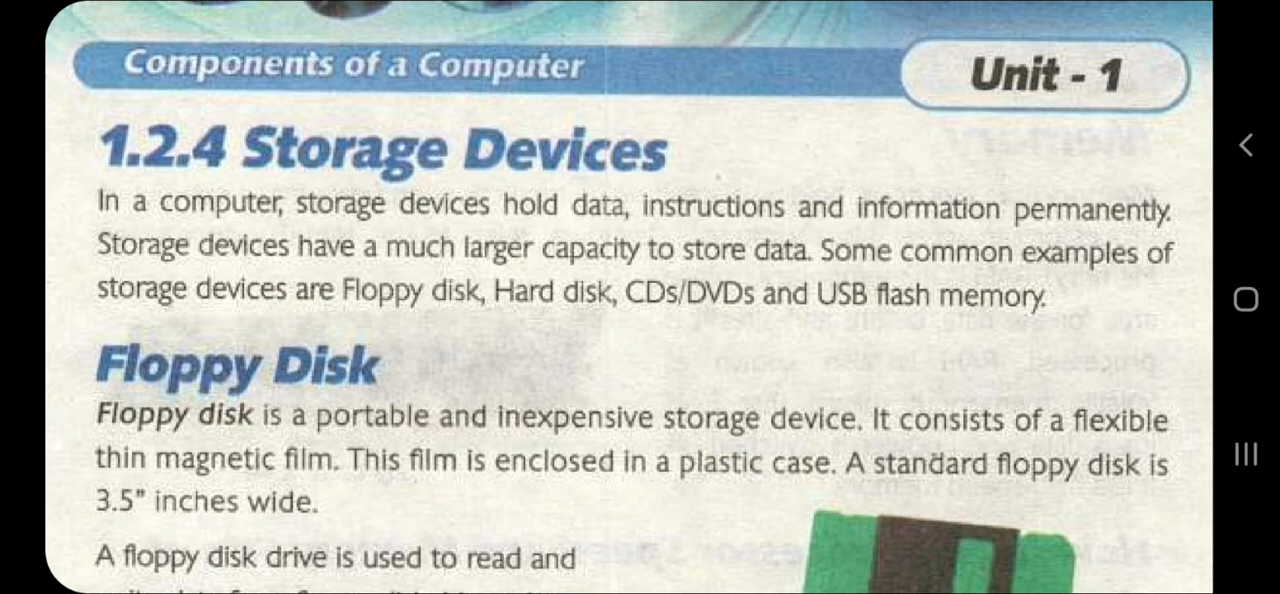 Components of a Computer
Unit - 1
1.2.4 Storage Devices
In a computer, storage devices hold data, instructions and information permanently.
Storage devices have a much larger capacity to store data. Some common examples of
storage devices are Floppy disk, Hard disk, CDs/DVDs and USB flash memory.
Floppy Disk
Floppy disk is a portable and inexpensive storage device. It consists of a flexible
thin magnetic film. This film is enclosed in a plastic case. A standard floppy disk is
3.5" inches wide.
A floppy disk drive is used to read and